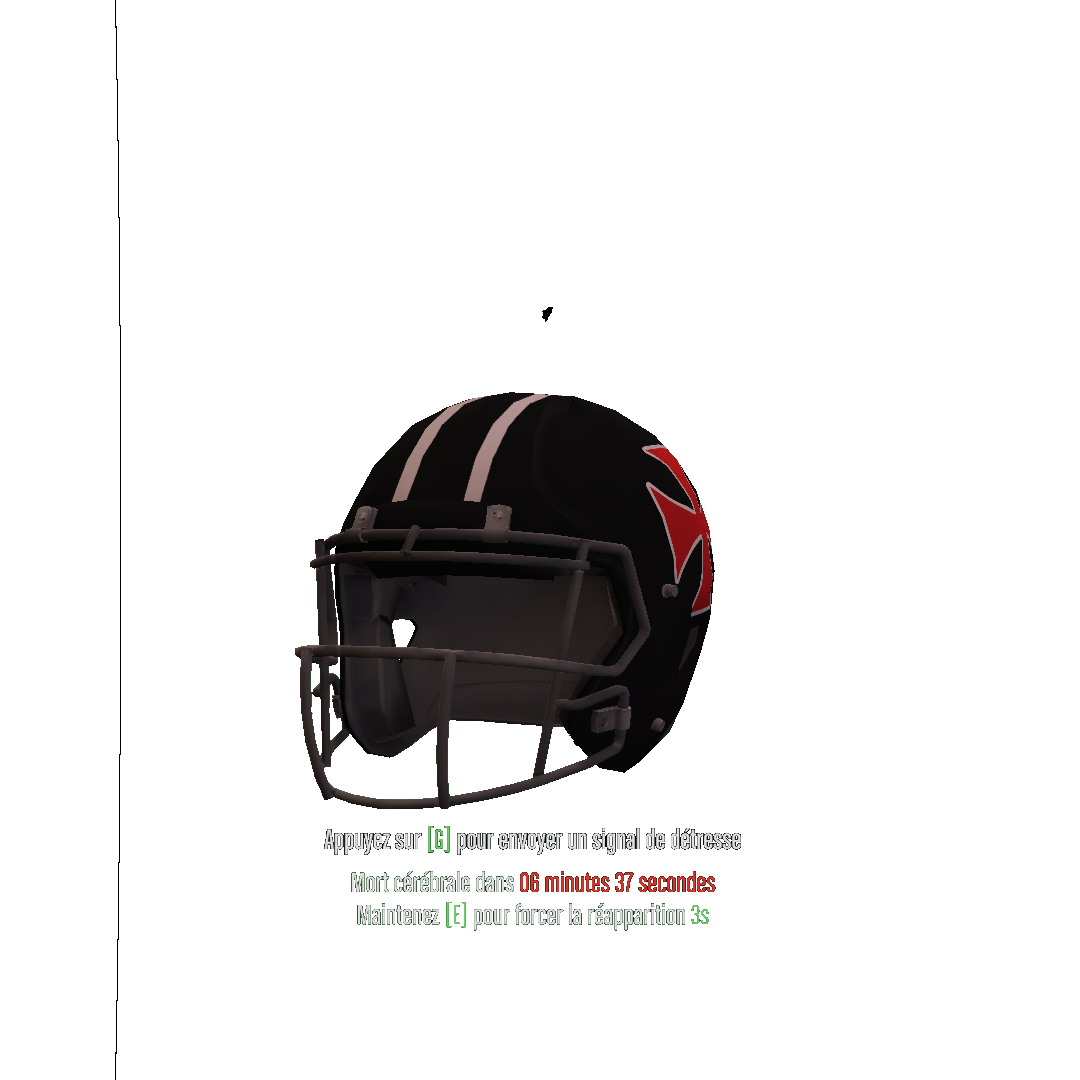 Appuyez sur [G] pour envoyer un signal de détresse
Mort cérébrale dans 06 minutes 37 secondes
Maintenez [E] pour forcer la réapparition 3s